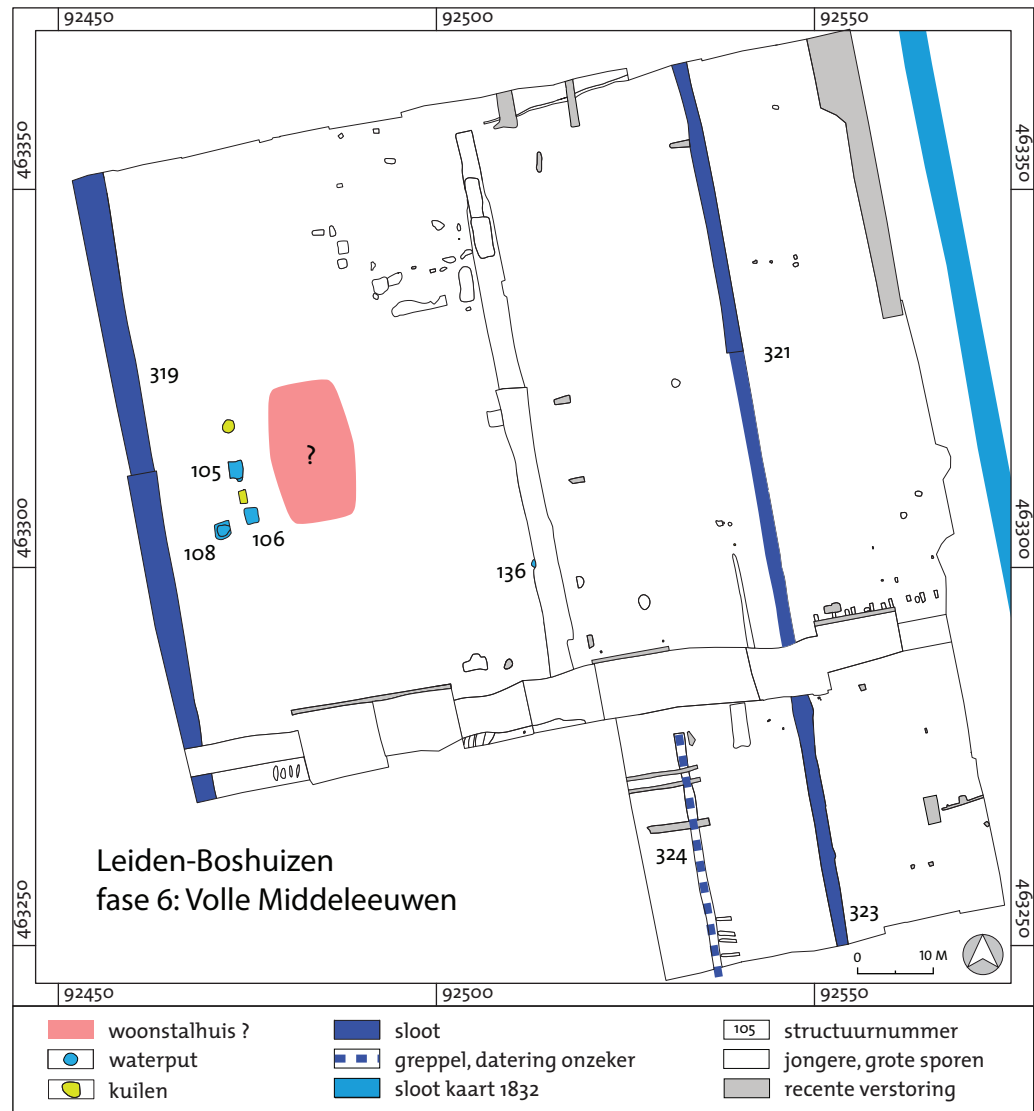 92450 92500 92550
463350 463350
319
321
?
105
106
108
136
463300 463300
324
323
Leiden-Boshuizen
fase 6: Volle Middeleeuwen
0 10 M
463250 463250
92450 92500 92550
woonstalhuis ? sloot 105 structuurnummer
waterput greppel, datering onzeker jongere, grote sporen
kuilen sloot kaart 1832 recente verstoring